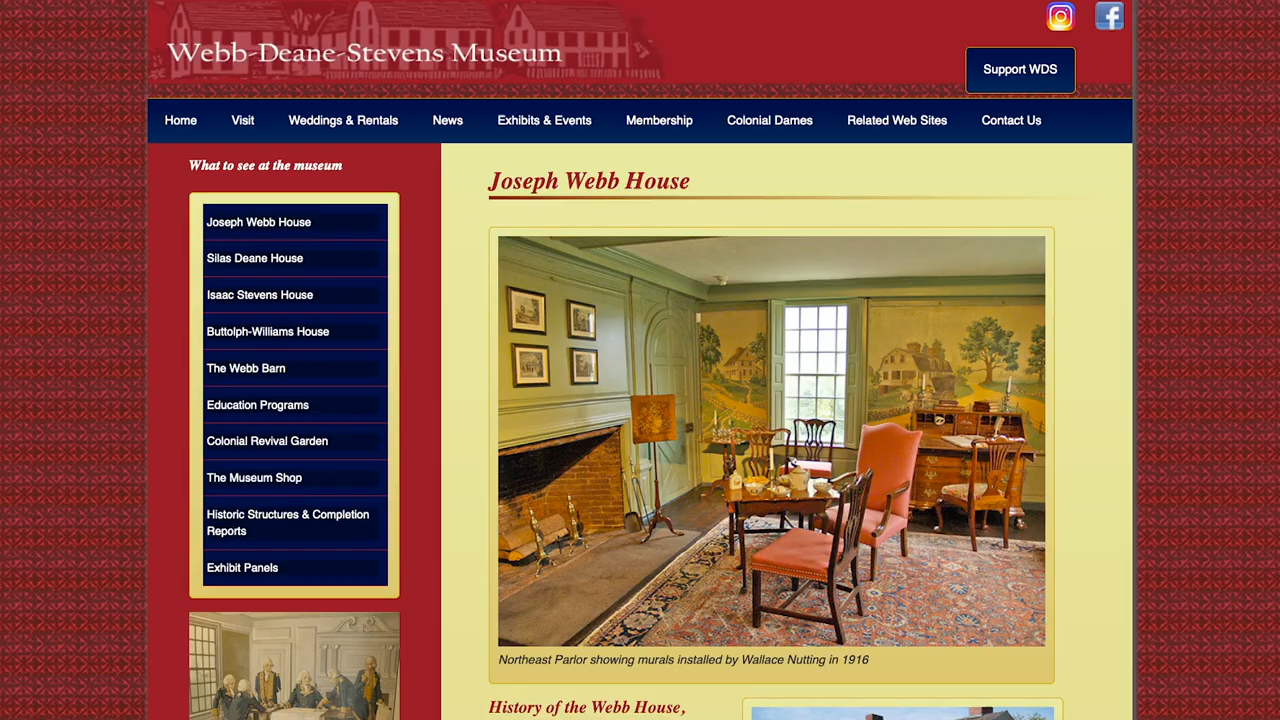 Webb-Deane-Stevens Museum
Support WDS
Home Visit Weddings & Rentals News Exhibits & Events Membership Colonial Dames Related Web Sites Contact Us
What to see at the museum
Joseph Webb House
Silas Deane House
Isaac Stevens House
Buttolph-Williams House
The Webb Barn
Education Programs
Colonial Revival Garden
The Museum Shop
Historic Structures & Completion
Reports
Exhibit Panels
Joseph Webb House
Northeast Parlor showing murals installed by Wallace Nutting in 1916
History of the Webb House,